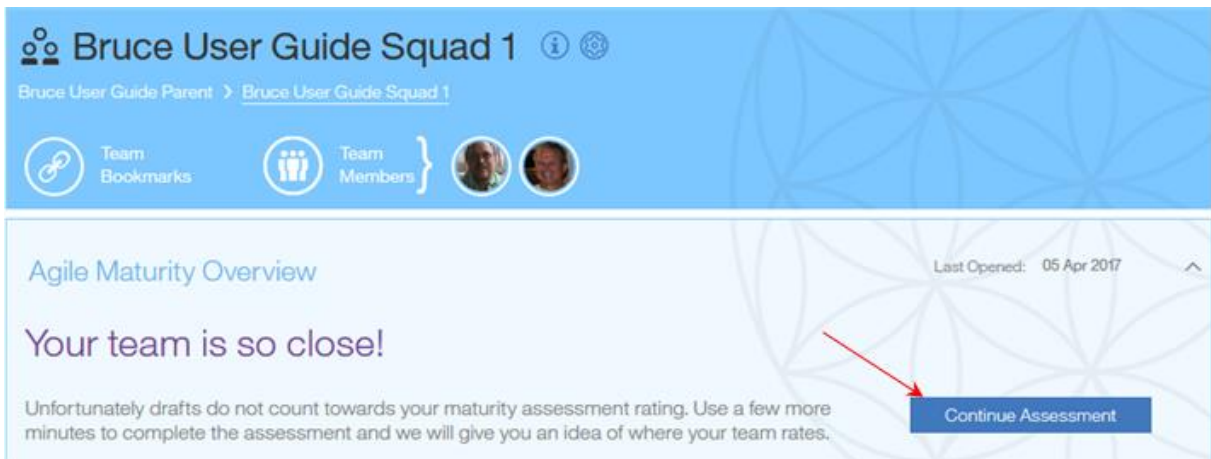 Bruce User Guide Squad 1
Bruce User Guide Parent > Bruce User Guide Squad 1
Team
Bookmarks
Team
Members
Agile Maturity Overview
Last Opened: 05 Apr 2017
Your team is so close!
Unfortunately drafts do not count towards your maturity assessment rating. Use a few more
minutes to complete the assessment and we will give you an idea of where your team rates.
Continue Assessment